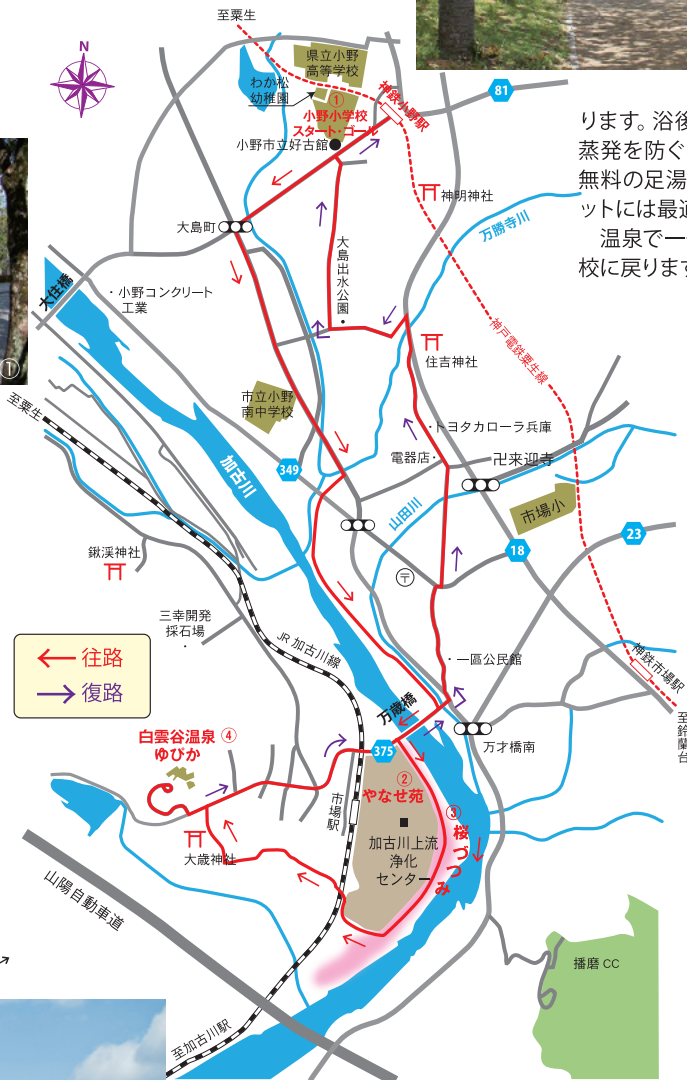 至粟生
N
県立小野
高等学校
わか松
幼稚園
①
小野小学校
スタート・ゴール
神鉄小野駅
81
小野市立好古館
ります。浴後
蒸発を防ぐ
無料の足湯
ットには最適
温泉で一
校に戻ります
神明神社
万勝寺川
大島町
大島出水公園
大住橋
・小野コンクリート
工業
①
住吉神社
神戸電鉄粟生線
市立小野
南中学校
至粟生
・トヨタカローラ兵庫
電器店・
卍来迎寺
加古川
349
山田川
市場小
23
18
鍬渓神社
〒
三幸開発
採石場
JR加古川線
・一區公民館
神鉄市場駅
往路
復路
万歳橋
至鈴蘭台
白雲谷温泉 ④
ゆぴか
375
万才橋南
②
やなせ苑
③
桜づつみ
市場駅
加古川上流
浄化
センター
大歳神社
山陽自動車道
播磨 CC
至加古川駅